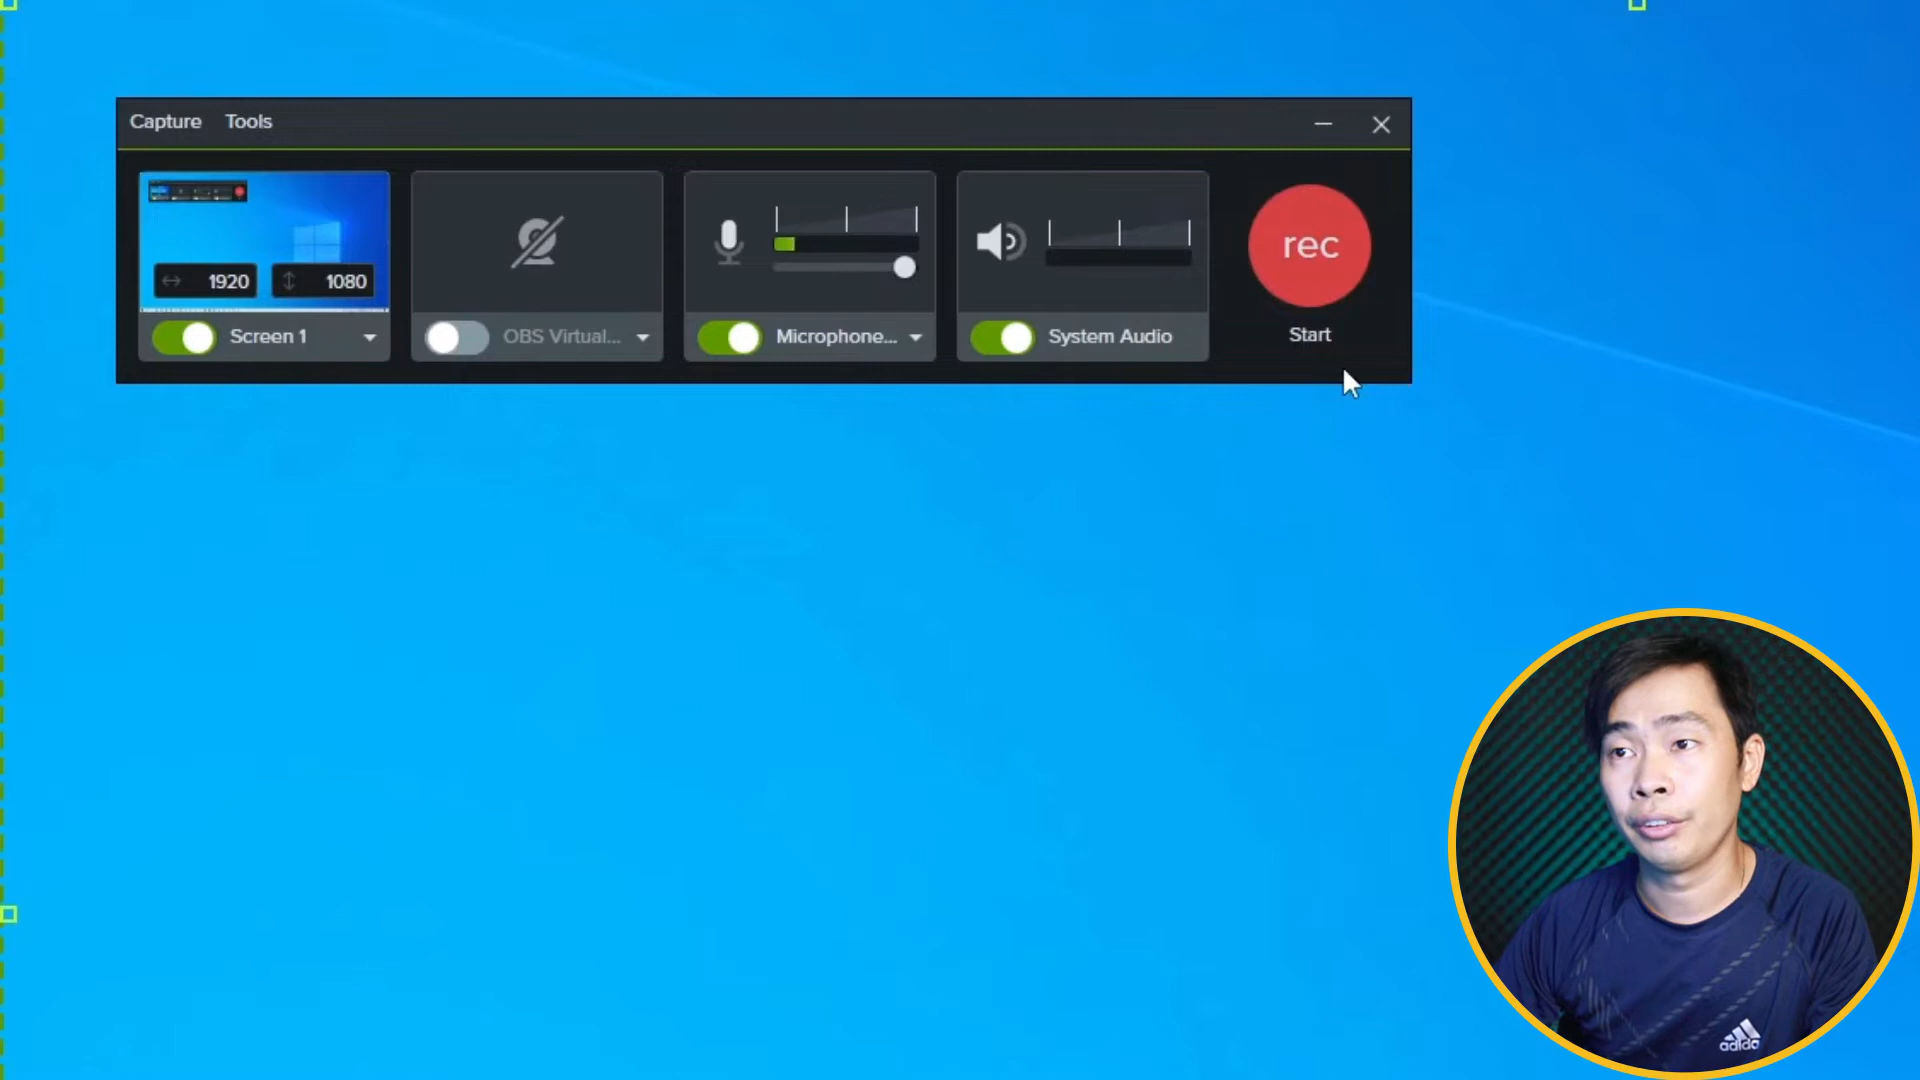 Capture Tools
1920 1080
rec
Screen 1 OBS Virtual... Microphone... System Audio Start
adidas